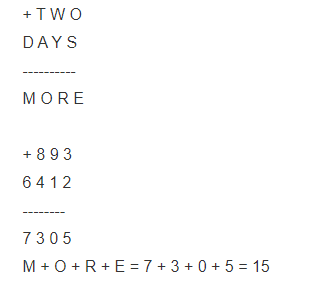 + T W O
D A Y S
----------
M O R E
+ 8 9 3
6 4 1 2
--------
7 3 0 5
M + O + R + E = 7 + 3 + 0 + 5 = 15